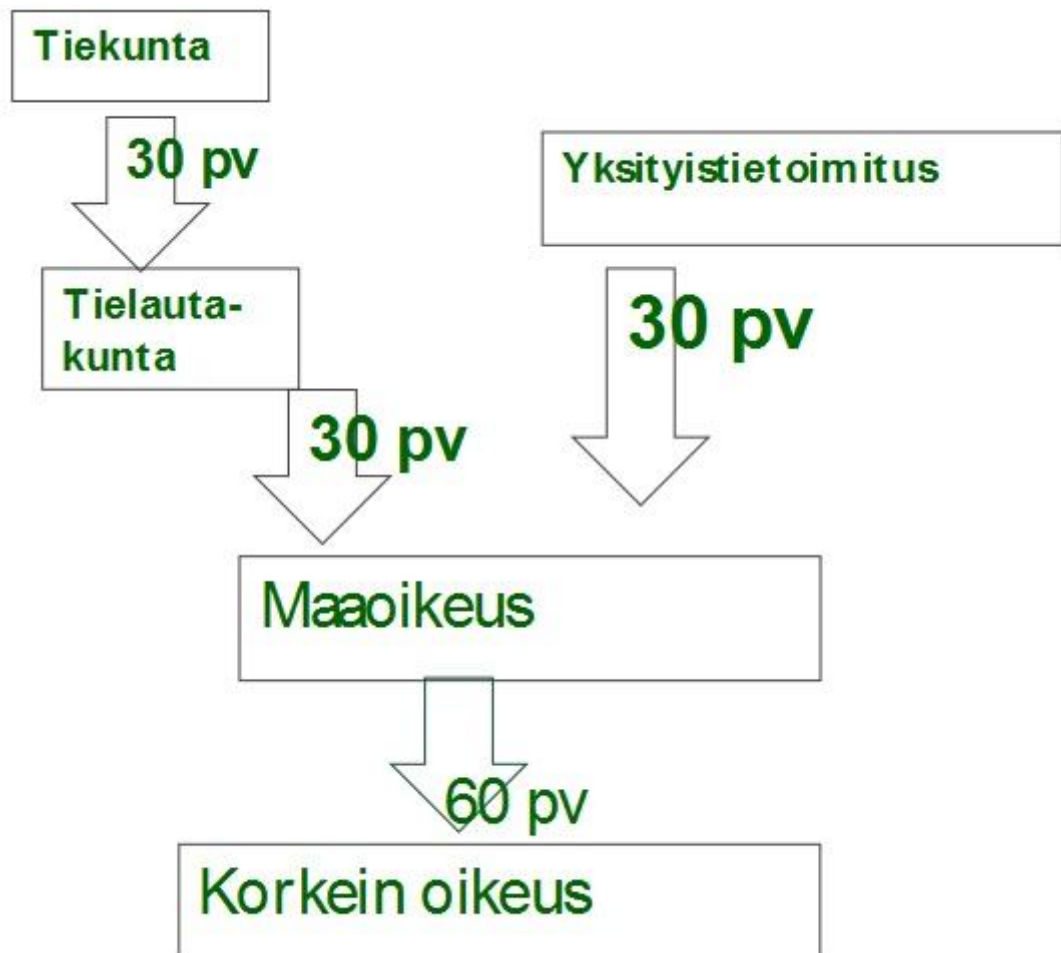 Tiekunta
30 pv
Yksityistietoimitus
Tielauta-
kunta
30 pv
30 pv
Maaoikeus
60 pv
Korkein oikeus